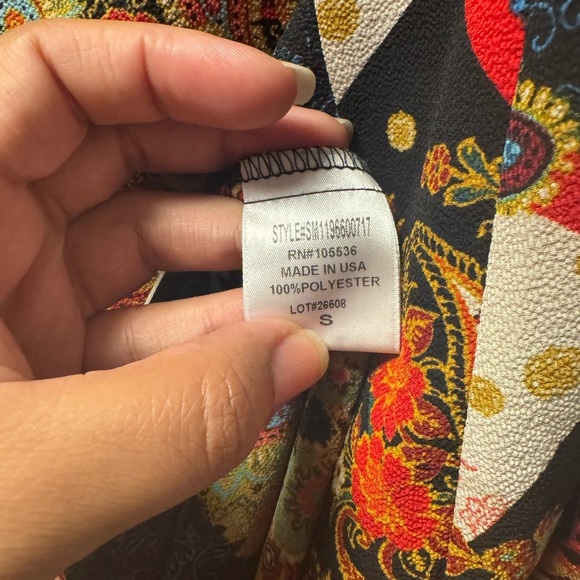 STYLE#SM1196600717
RN#105536
MADE IN USA
100%POLYESTER
LOT#26608
S